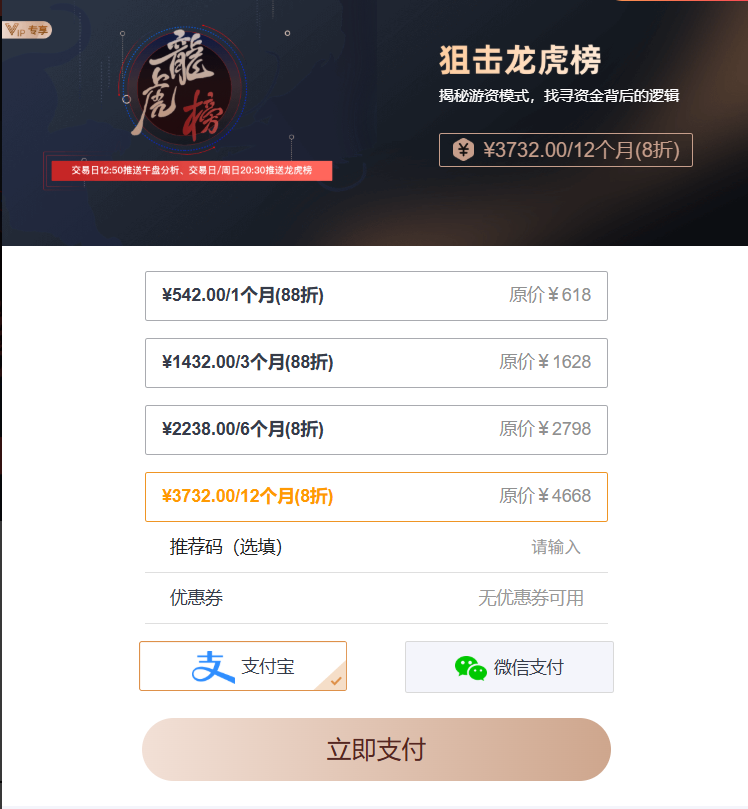 VIP 专享
龍
虎
榜
交易日12:50推送午盘分析、交易日/周日20:30推送龙虎榜
狙击龙虎榜
揭秘游资模式，找寻资金背后的逻辑
¥3732.00/12个月(8折)
¥542.00/1个月(88折) 原价¥618
¥1432.00/3个月(88折) 原价¥1628
¥2238.00/6个月(8折) 原价¥2798
¥3732.00/12个月(8折) 原价¥4668
推荐码（选填） 请输入
优惠券 无优惠券可用
支付宝 微信支付
立即支付